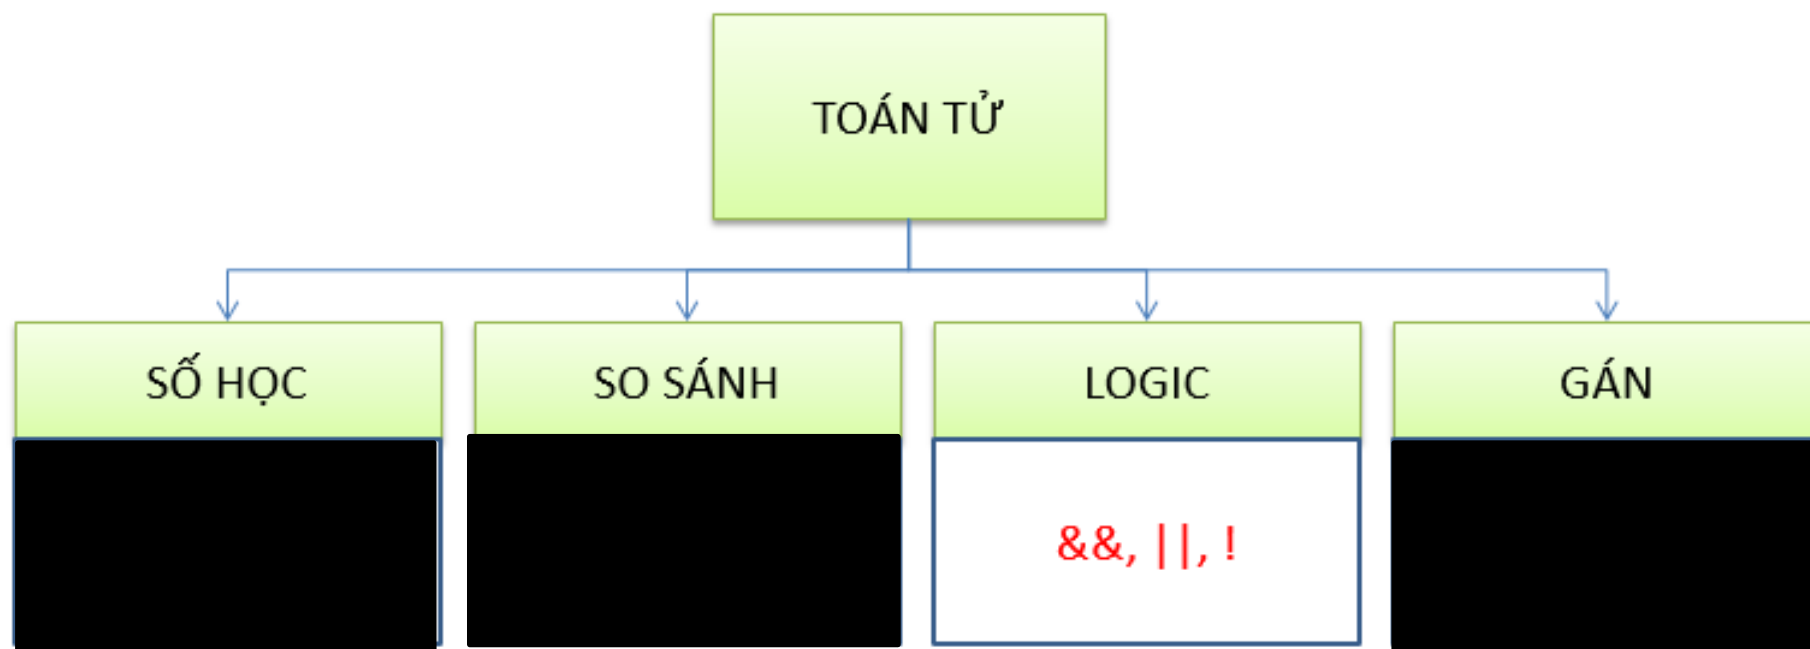 TOÁN TỬ
SỐ HỌC
SO SÁNH
LOGIC
GÁN
&&, ||, !